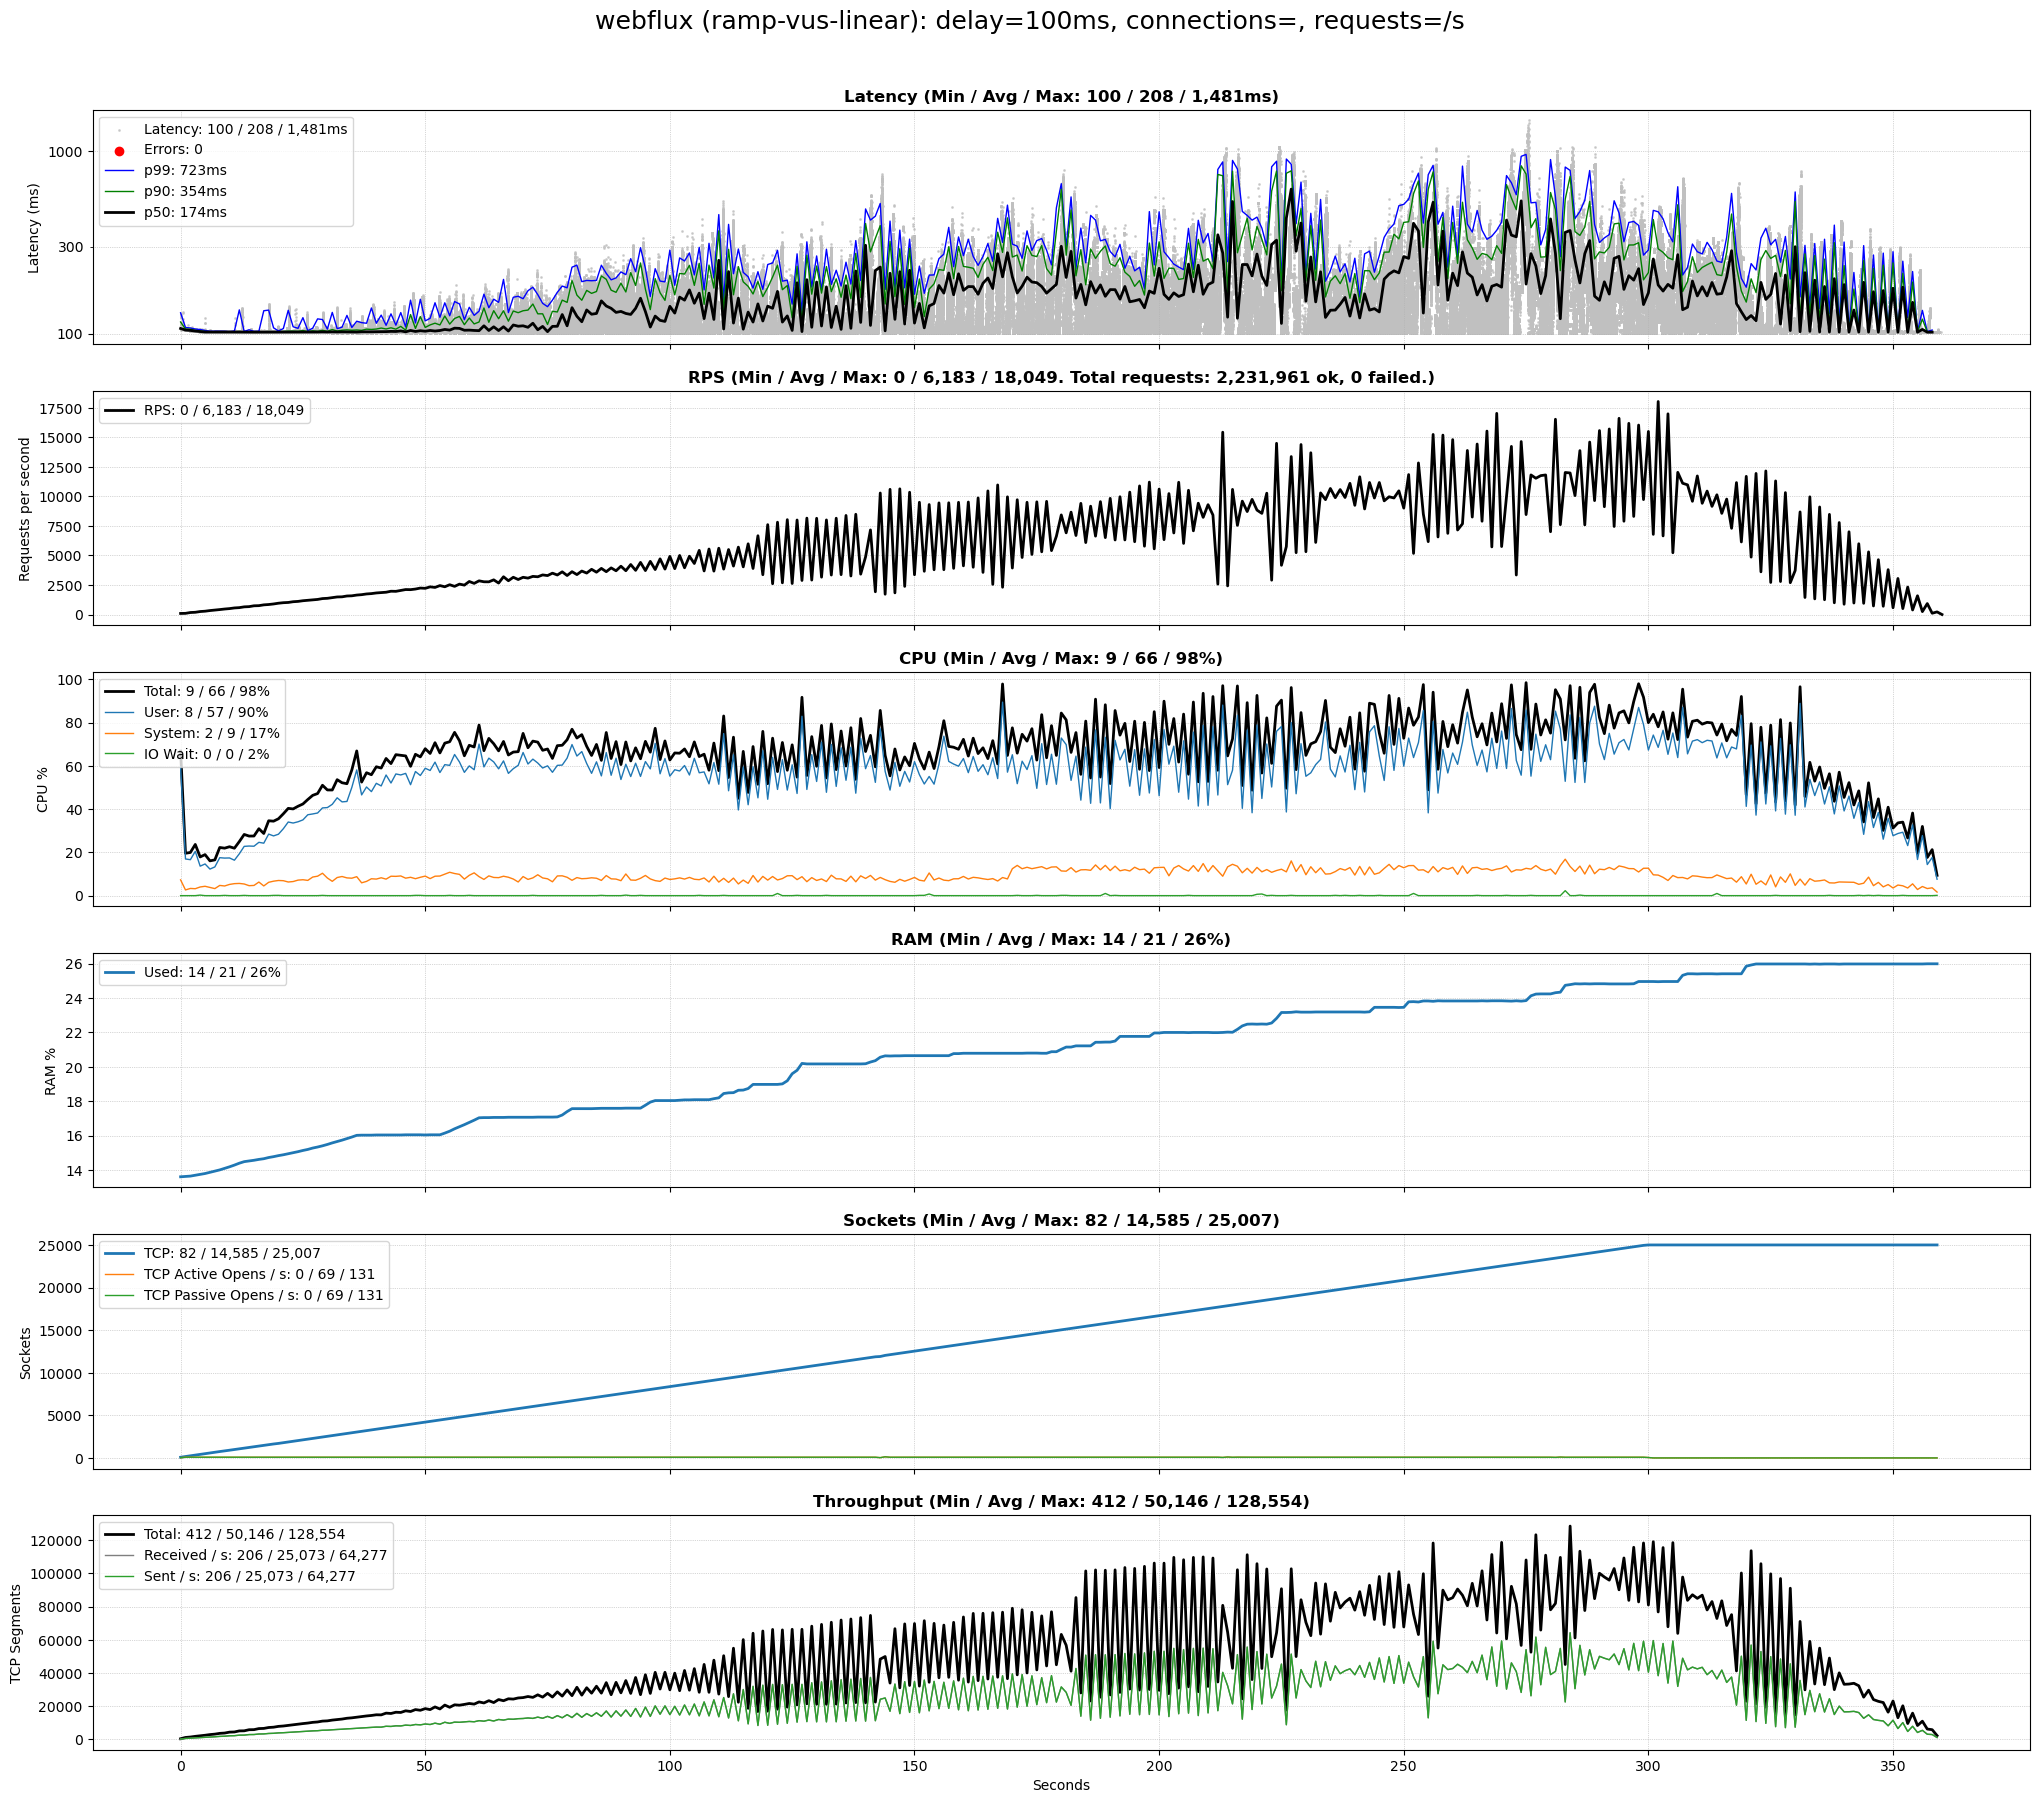 webflux (ramp-vus-linear): delay=100ms, connections=, requests=/s
Latency (Min / Avg / Max: 100 / 208 / 1,481ms)
Latency (ms)
1000
300
100
Latency: 100 / 208 / 1,481ms
Errors: 0
p99: 723ms
p90: 354ms
p50: 174ms
RPS (Min / Avg / Max: 0 / 6,183 / 18,049. Total requests: 2,231,961 ok, 0 failed.)
Requests per second
17500
15000
12500
10000
7500
5000
2500
0
RPS: 0 / 6,183 / 18,049
CPU (Min / Avg / Max: 9 / 66 / 98%)
CPU %
100
80
60
40
20
0
Total: 9 / 66 / 98%
User: 8 / 57 / 90%
System: 2 / 9 / 17%
IO Wait: 0 / 0 / 2%
RAM (Min / Avg / Max: 14 / 21 / 26%)
RAM %
26
24
22
20
18
16
14
Used: 14 / 21 / 26%
Sockets (Min / Avg / Max: 82 / 14,585 / 25,007)
Sockets
25000
20000
15000
10000
5000
0
TCP: 82 / 14,585 / 25,007
TCP Active Opens / s: 0 / 69 / 131
TCP Passive Opens / s: 0 / 69 / 131
Throughput (Min / Avg / Max: 412 / 50,146 / 128,554)
TCP Segments
120000
100000
80000
60000
40000
20000
0
Total: 412 / 50,146 / 128,554
Received / s: 206 / 25,073 / 64,277
Sent / s: 206 / 25,073 / 64,277
0 50 100 150 200 250 300 350
Seconds